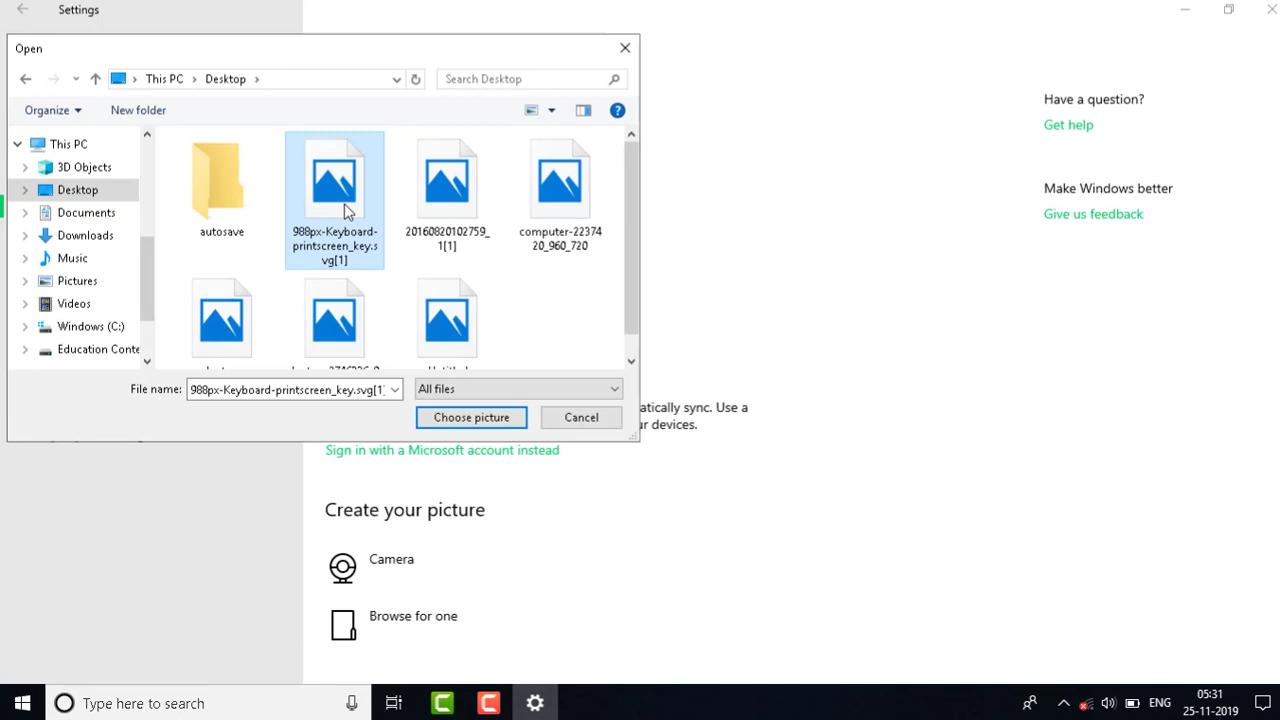 Settings
Open
This PC
Desktop
Search Desktop
Organize
New folder
This PC
3D Objects
Desktop
Documents
Downloads
Music
Pictures
Videos
Windows (C:)
Education Conte
autosave
988px-Keyboard-
printscreen_key.s
vg[1]
20160820102759_
1[1]
computer-22374
20_960_720
File name:
988px-Keyboard-printscreen_key.svg[1]
All files
Choose picture
Cancel
Have a question?
Get help
Make Windows better
Give us feedback
atically sync. Use a
r devices.
Sign in with a Microsoft account instead
Create your picture
Camera
Browse for one
Type here to search
ENG
05:31
25-11-2019